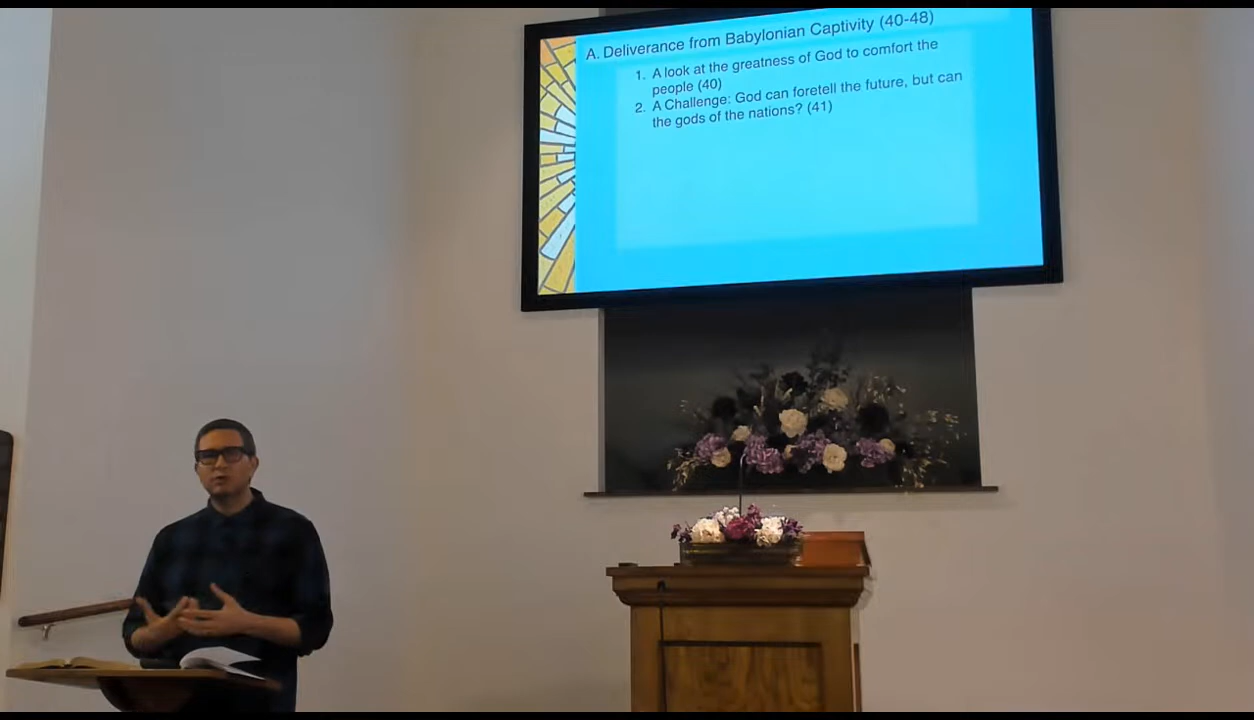 A. Deliverance from Babylonian Captivity (40-48)
1. A look at the greatness of God to comfort the
people (40)
2. A Challenge: God can foretell the future, but can
the gods of the nations? (41)